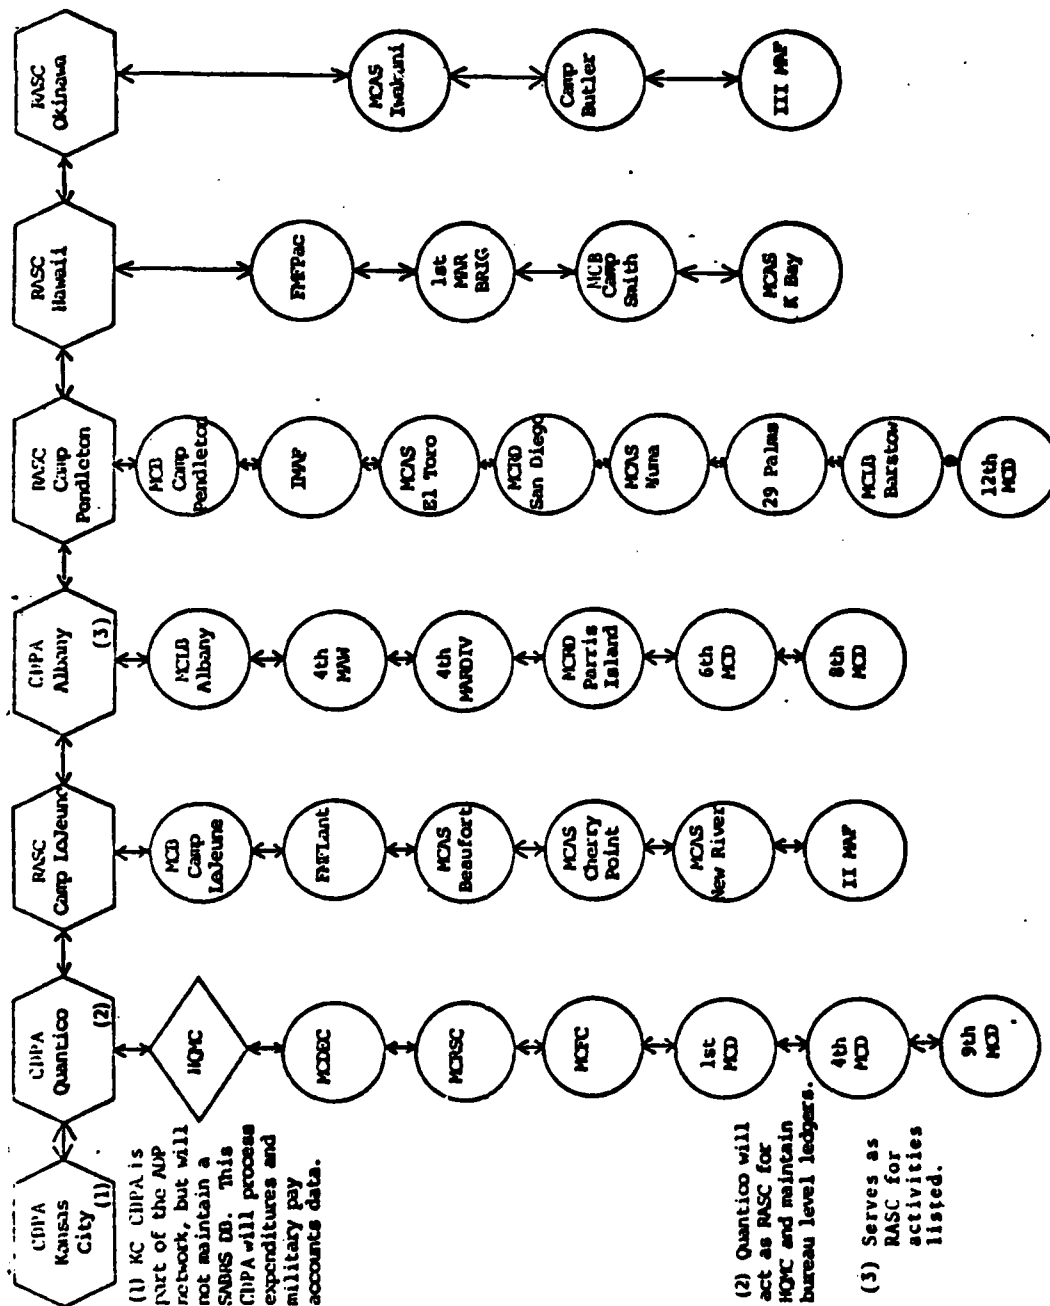 CDPA
Kansas
City
(1)
CDPA
Quantico
(2)
RASC
Camp LeJeune
CDPA
Albany
(3)
RASC
Camp
Pendleton
RASC
Hawaii
RASC
Okinawa
(1) KC CDPA is
part of the ADP
network, but will
not maintain a
SABRS DB. This
CDPA will process
expenditures and
military pay
accounts data.
HQMC
MCDEC
MCRSC
MCFC
1st
MCD
4th
MCD
9th
MCD
MCB
Camp
LeJeune
FMFLant
MCAS
Beaufort
MCAS
Cherry
Point
MCAS
New River
II MAF
MCLB
Albany
4th
MAW
4th
MARDIV
MCRD
Parris
Island
6th
MCD
8th
MCD
MCB
Camp
Pendleton
IMAF
MCAS
El Toro
MCRD
San Diego
MCAS
Yuma
29 Palms
MCLB
Barstow
12th
MCD
FMFPac
1st
MAR
BRIG
MCB
Camp
Smith
MCAS
K Bay
MCAS
Iwakuni
Camp
Butler
III MAF
(2) Quantico will
act as RASC for
HQMC and maintain
bureau level ledgers.
(3) Serves as
RASC for
activities
listed.